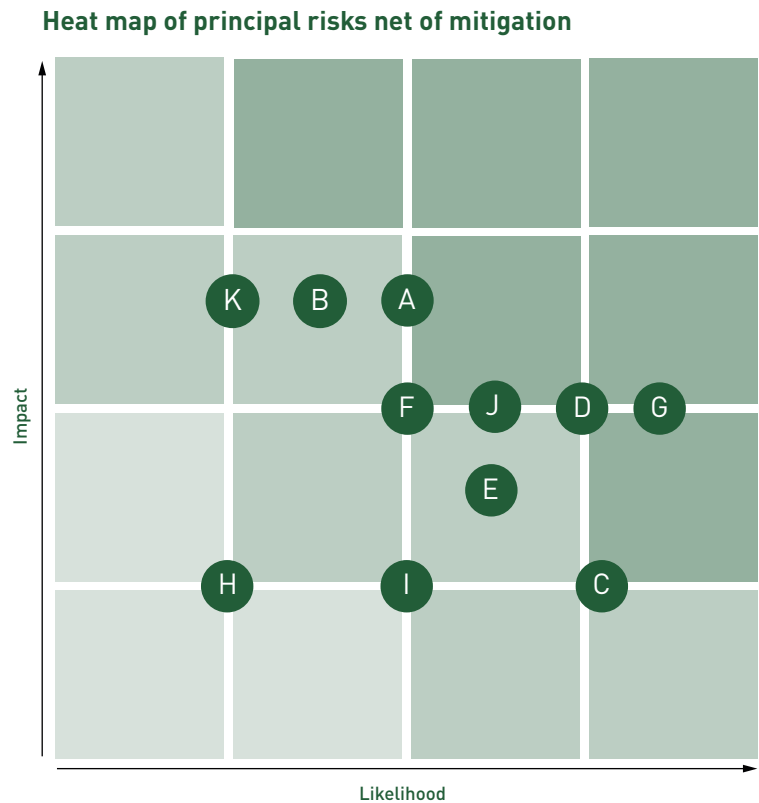 Heat map of principal risks net of mitigation
K
B
A
F
J
D
G
E
H
I
C
Impact
Likelihood